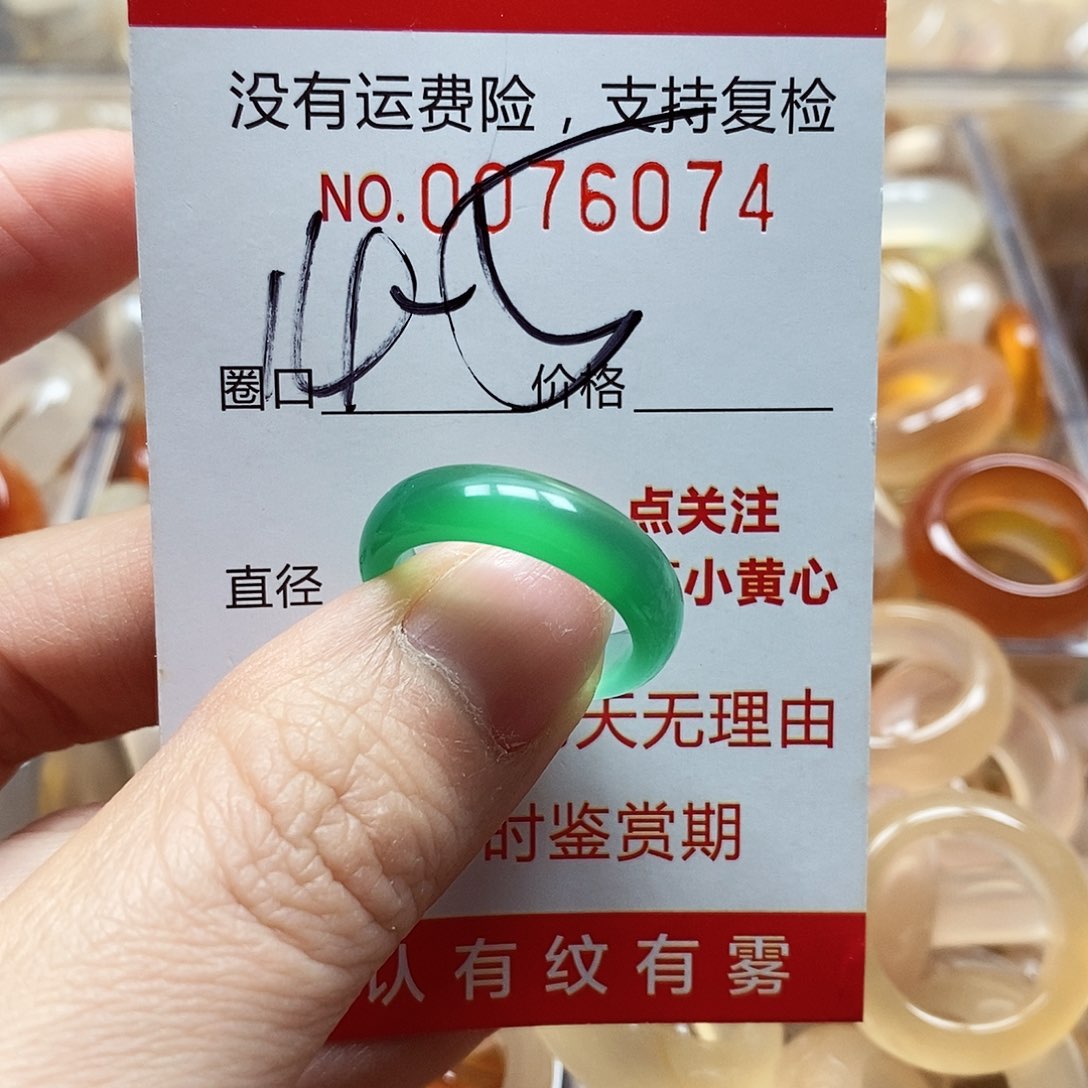 没有运费险，支持复检
NO.0076074
圈口 价格
点关注
直径 小黄心
天无理由
时鉴赏期
认有纹有雾